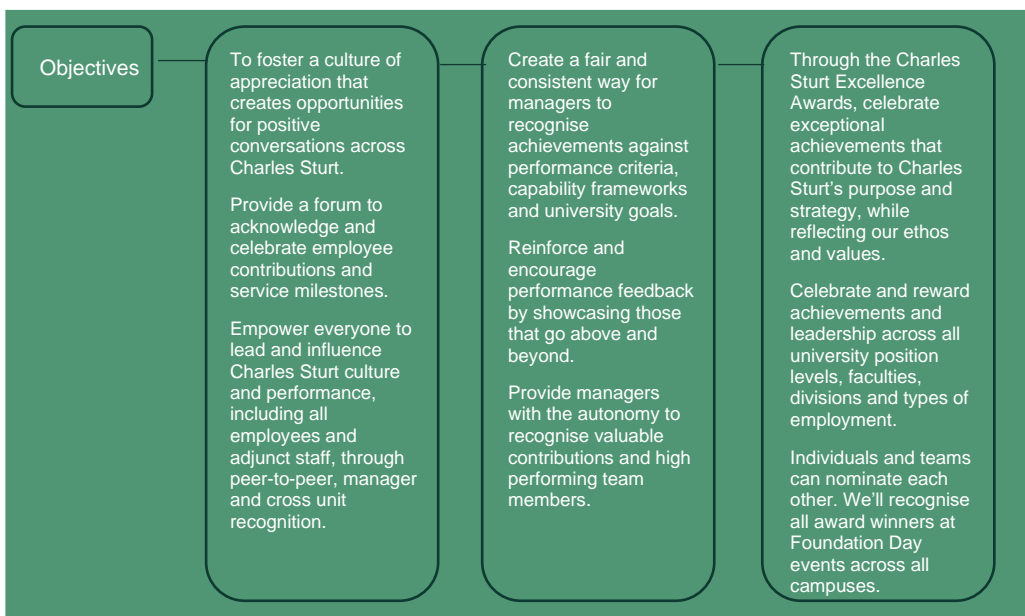 Objectives
To foster a culture of
appreciation that
creates opportunities
for positive
conversations across
Charles Sturt.
Provide a forum to
acknowledge and
celebrate employee
contributions and
service milestones.
Empower everyone to
lead and influence
Charles Sturt culture
and performance,
including all
employees and
adjunct staff, through
peer-to-peer, manager
and cross unit
recognition.
Create a fair and
consistent way for
managers to
recognise
achievements against
performance criteria,
capability frameworks
and university goals.
Reinforce and
encourage
performance feedback
by showcasing those
that go above and
beyond.
Provide managers
with the autonomy to
recognise valuable
contributions and high
performing team
members.
Through the Charles
Sturt Excellence
Awards, celebrate
exceptional
achievements that
contribute to Charles
Sturt’s purpose and
strategy, while
reflecting our ethos
and values.
Celebrate and reward
achievements and
leadership across all
university position
levels, faculties,
divisions and types of
employment.
Individuals and teams
can nominate each
other. We’ll recognise
all award winners at
Foundation Day
events across all
campuses.